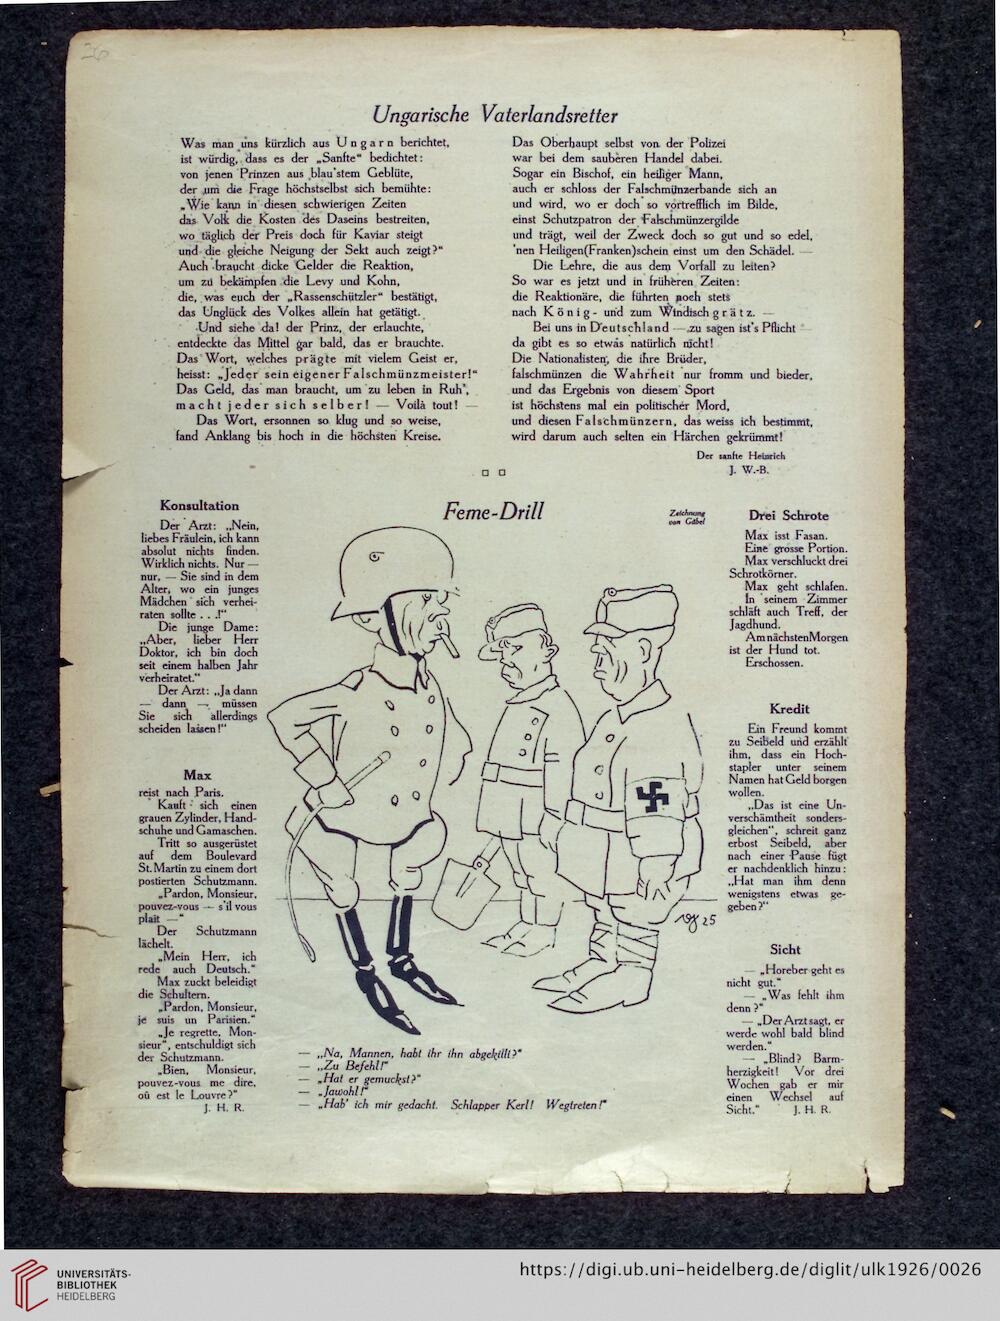 26
Ungarische Vaterlandsretter
Was man uns kürzlich aus Ungarn berichtet,
ist würdig, dass es der „Sanfte“ bedichtet:
von jenen Prinzen aus blau'stem Geblüte,
der um die Frage höchstselbst sich bemühte:
„Wie kann in diesen schwierigen Zeiten
das Volk die Kosten des Daseins bestreiten,
wo täglich der Preis doch für Kaviar steigt
und die gleiche Neigung der Sekt auch zeigt?“
Auch braucht dicke Gelder die Reaktion,
um zu bekämpfen die Levy und Kohn,
die, was euch der „Rassenschützler“ bestätigt,
das Unglück des Volkes allein hat getätigt.
Und siehe da! der Prinz, der erlauchte,
entdeckte das Mittel gar bald, das er brauchte.
Das Wort, welches prägte mit vielem Geist er,
heisst: „Jeder sein eigener Falschmünzmeister!“
Das Geld, das man braucht, um zu leben in Ruh',
macht jeder sich selber! — Voilà tout! —
Das Wort, ersonnen so klug und so weise,
fand Anklang bis hoch in die höchsten Kreise.
Das Oberhaupt selbst von der Polizei
war bei dem sauberen Handel dabei.
Sogar ein Bischof, ein heiliger Mann,
auch er schloss der Falschmünzerbande sich an
und wird, wo er doch so vortrefflich im Bilde,
einst Schutzpatron der Falschmünzergilde
und trägt, weil der Zweck doch so gut und so edel,
'nen Heiligen(Franken)schein einst um den Schädel. —
Die Lehre, die aus dem Vorfall zu leiten?
So war es jetzt und in früheren Zeiten:
die Reaktionäre, die führten noch stets
nach König- und zum Windischgrätz. —
Bei uns in Deutschland — zu sagen ist's Pflicht —
da gibt es so etwas natürlich nicht!
Die Nationalisten, die ihre Brüder,
falschmünzen die Wahrheit nur fromm und bieder,
und das Ergebnis von diesem Sport
ist höchstens mal ein politischer Mord,
und diesen Falschmünzern, das weiss ich bestimmt,
wird darum auch selten ein Härchen gekrümmt!
Der sanfte Heinrich
J. W.-B.
Konsultation
Der Arzt: „Nein,
liebes Fräulein, ich kann
absolut nichts finden.
Wirklich nichts. Nur —
nur, — Sie sind in dem
Alter, wo ein junges
Mädchen sich verhei-
raten sollte . . .!“
Die junge Dame:
„Aber, lieber Herr
Doktor, ich bin doch
seit einem halben Jahr
verheiratet.“
Der Arzt: „Ja dann
— dann —, müssen
Sie sich allerdings
scheiden lassen!“
Max
reist nach Paris.
Kauft sich einen
grauen Zylinder, Hand-
schuhe und Gamaschen.
Tritt so ausgerüstet
auf dem Boulevard
St. Martin zu einem dort
postierten Schutzmann.
„Pardon, Monsieur,
pouvez-vous — s'il vous
plait —“
Der Schutzmann
lächelt.
„Mein Herr, ich
rede auch Deutsch.“
Max zuckt beleidigt
die Schultern.
„Pardon, Monsieur,
je suis un Parisien.“
„Je regrette, Mon-
sieur“, entschuldigt sich
der Schutzmann.
„Bien, Monsieur,
pouvez-vous me dire,
où est le Louvre?“
J. H. R.
Feme-Drill
Zeichnung
von Gäbel
25
— „Na, Mannen, habt ihr ihn abgekillt?“
— „Zu Befehl!“
— „Hat er gemuckst?“
— „Jawohl!“
— „Hab' ich mir gedacht. Schlapper Kerl! Wegtreten!“
Drei Schrote
Max isst Fasan.
Eine grosse Portion.
Max verschluckt drei
Schrotkörner.
Max geht schlafen.
In seinem Zimmer
schläft auch Treff, der
Jagdhund.
Am nächsten Morgen
ist der Hund tot.
Erschossen.
Kredit
Ein Freund kommt
zu Seibeld und erzählt
ihm, dass ein Hoch-
stapler unter seinem
Namen hat Geld borgen
wollen.
„Das ist eine Un-
verschämtheit sonders-
gleichen“, schreit ganz
erbost Seibeld, aber
nach einer Pause fügt
er nachdenklich hinzu:
„Hat man ihm denn
wenigstens etwas ge-
geben?“
Sicht
— „Horeber geht es
nicht gut.“
— „Was fehlt ihm
denn?“
— „Der Arzt sagt, er
werde wohl bald blind
werden.“
— „Blind? Barm-
herzigkeit! Vor drei
Wochen gab er mir
einen Wechsel auf
Sicht.“ J. H. R.
UNIVERSITÄTS-
BIBLIOTHEK
HEIDELBERG
https://digi.ub.uni-heidelberg.de/diglit/ulk1926/0026